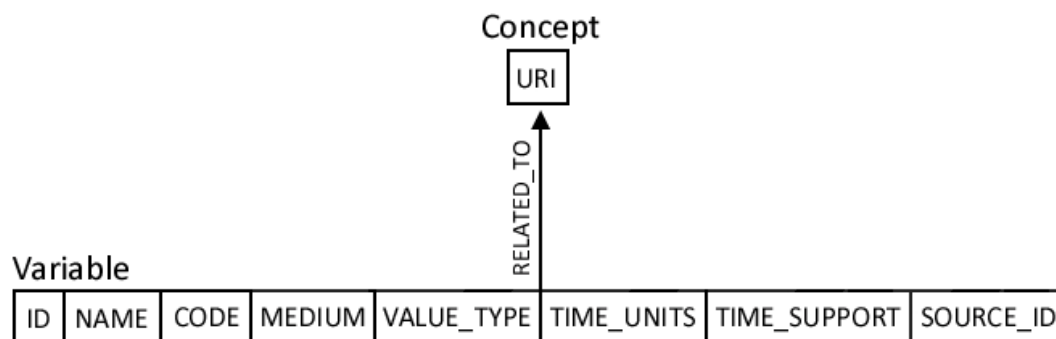 Concept
URI
RELATED_TO
Variable
ID NAME CODE MEDIUM VALUE_TYPE TIME_UNITS TIME_SUPPORT SOURCE_ID